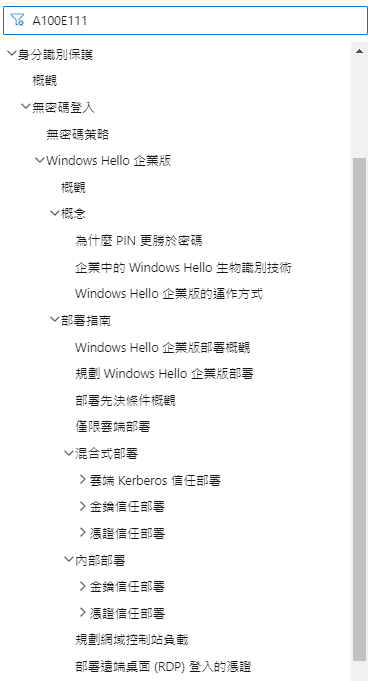 A100E111
身分識別保護
概觀
無密碼登入
無密碼策略
Windows Hello 企業版
概觀
概念
為什麼 PIN 更勝於密碼
企業中的 Windows Hello 生物識別技術
Windows Hello 企業版的運作方式
部署指南
Windows Hello 企業版部署概觀
規劃 Windows Hello 企業版部署
部署先決條件概觀
僅限雲端部署
混合式部署
雲端 Kerberos 信任部署
金鑰信任部署
憑證信任部署
內部部署
金鑰信任部署
憑證信任部署
規劃網域控制站負載
部署遠端桌面 (RDP) 登入的憑證